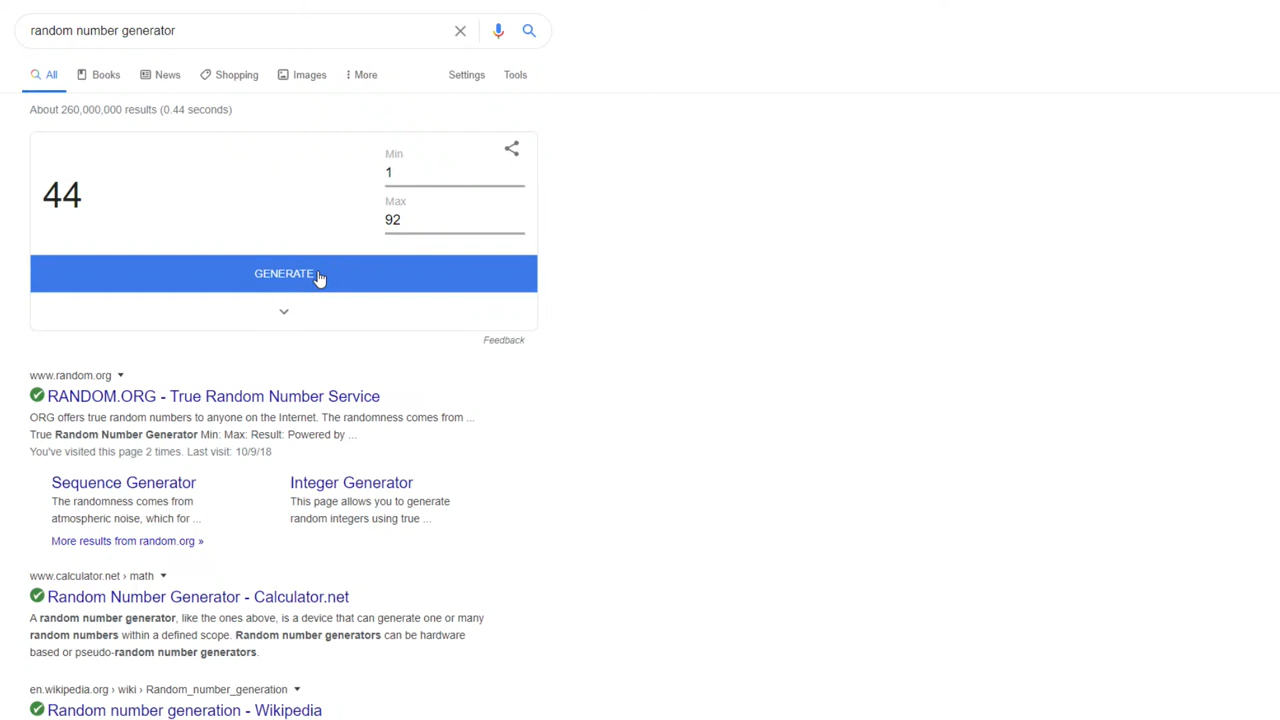 random number generator
All Books News Shopping Images More Settings Tools
About 260,000,000 results (0.44 seconds)
44
Min
1
Max
92
GENERATE
Feedback
www.random.org
RANDOM.ORG - True Random Number Service
ORG offers true random numbers to anyone on the Internet. The randomness comes from ...
True Random Number Generator Min: Max: Result: Powered by ...
You've visited this page 2 times. Last visit: 10/9/18
Sequence Generator
The randomness comes from
atmospheric noise, which for ...
Integer Generator
This page allows you to generate
random integers using true ...
More results from random.org »
www.calculator.net › math
Random Number Generator - Calculator.net
A random number generator, like the ones above, is a device that can generate one or many
random numbers within a defined scope. Random number generators can be hardware
based or pseudo-random number generators.
en.wikipedia.org › wiki › Random_number_generation
Random number generation - Wikipedia